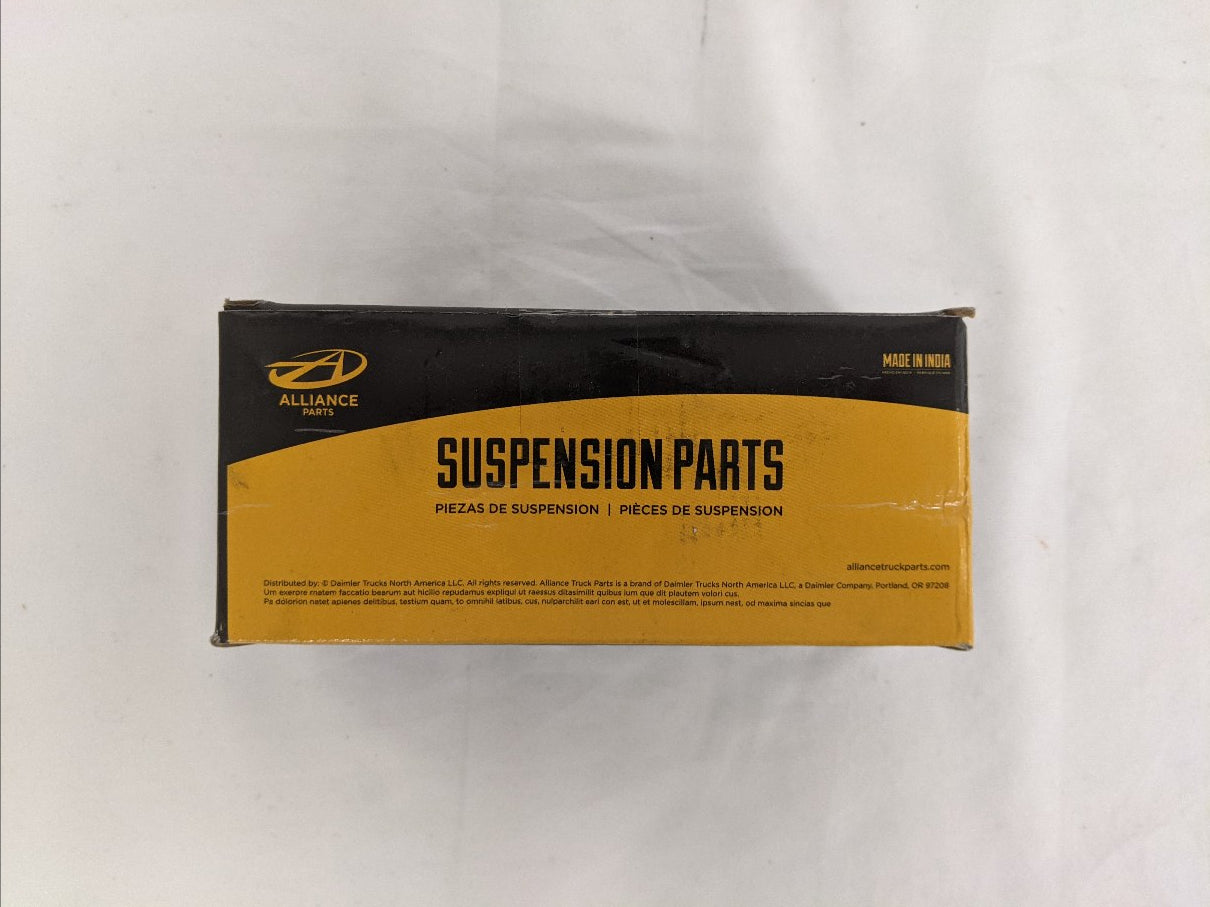 ALLIANCE
PARTS
MADE IN INDIA
SUSPENSION PARTS
PIEZAS DE SUSPENSION | PIÈCES DE SUSPENSION
alliancetruckparts.com
Distributed by: © Daimler Trucks North America LLC. All rights reserved. Alliance Truck Parts is a brand of Daimler Trucks North America LLC, a Daimler Company. Portland, OR 97208
Um exerore matem faccatio bearum aut hicilio repudamus expliqui ut raessus ditasimilit quibus ium que dit plautem volori cus,
Pa dolorion netet apienes delitibus, testium quam, to omnihil iatibus, cus, nulparchilit eari con est, ut et molescillam, ipsum nest, od maxima sincias que